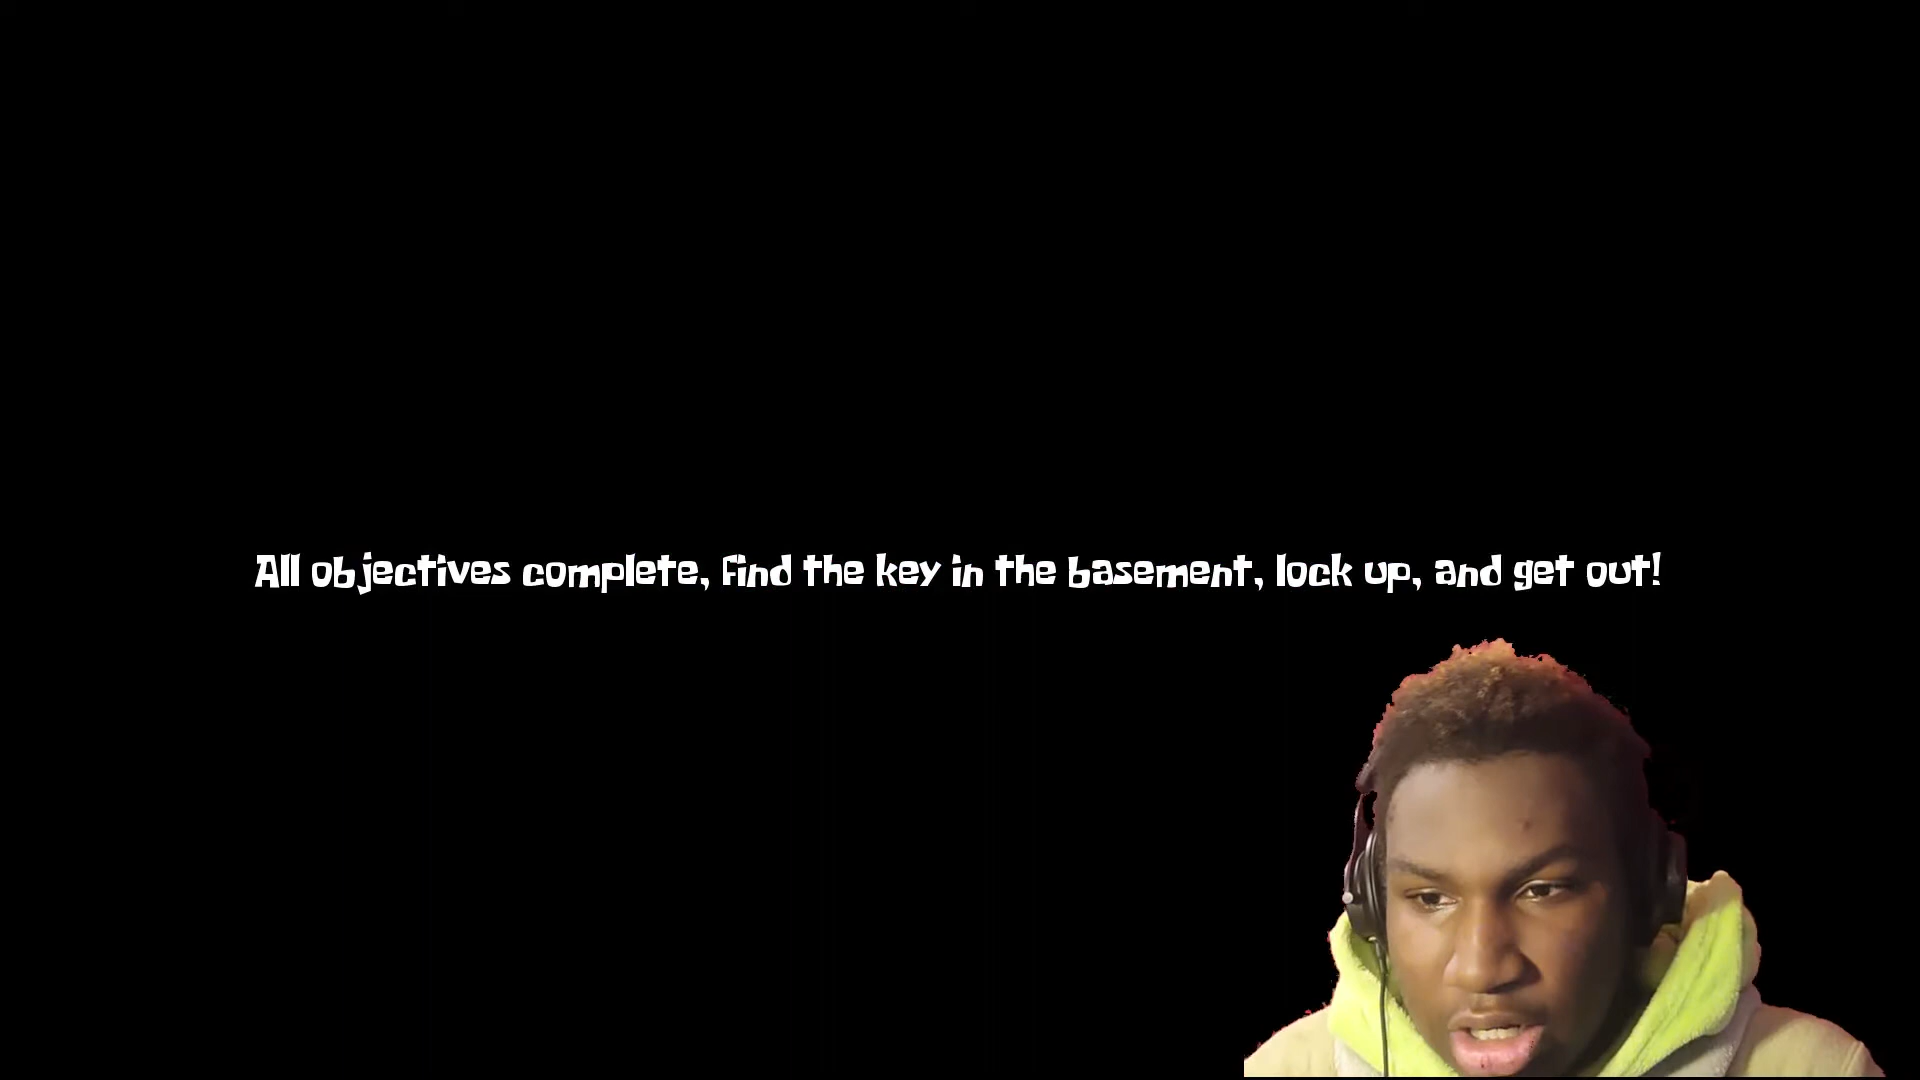 All objectives complete, find the key in the basement, lock up, and get out!